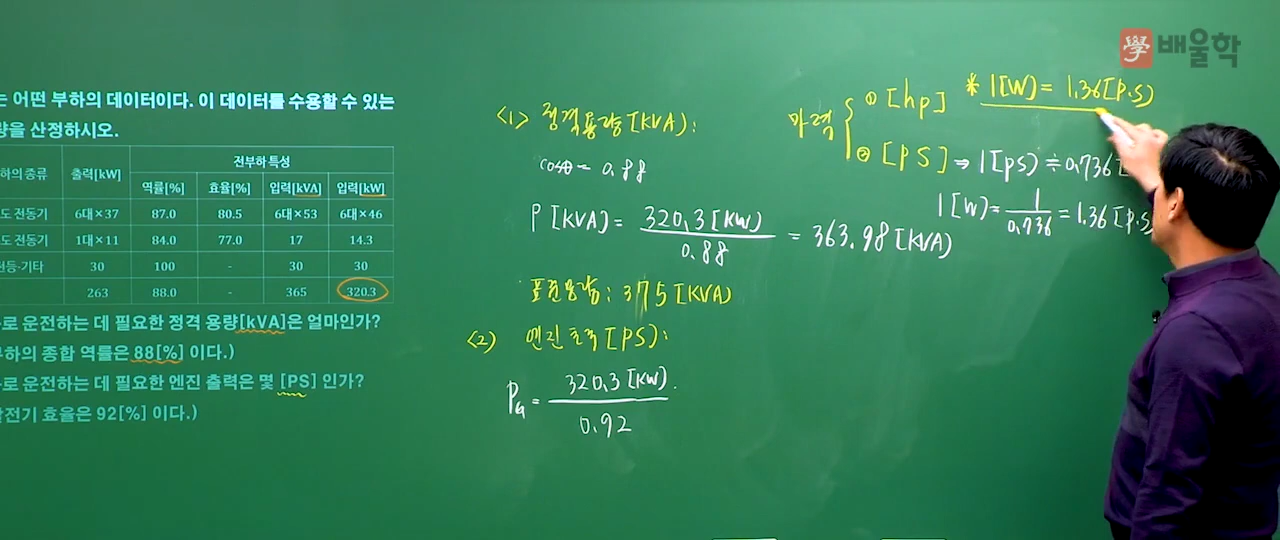 學 배울학
는 어떤 부하의 데이터이다. 이 데이터를 수용할 수 있는
량을 산정하시오.
하의 종류 출력[kW] 전부하 특성
역률[%] 효율[%] 입력[kVA] 입력[kW]
도 전동기 6대×37 87.0 80.5 6대×53 6대×46
도 전동기 1대×11 84.0 77.0 17 14.3
전등·기타 30 100 - 30 30
263 88.0 - 365 320.3
로 운전하는 데 필요한 정격 용량[kVA]은 얼마인가?
부하의 종합 역률은 88[%] 이다.)
로 운전하는 데 필요한 엔진 출력은 몇 [PS] 인가?
발전기 효율은 92[%] 이다.)
<1> 정격용량[KVA]:
cosθ = 0.88
P[KVA] = 320.3[KW] / 0.88 = 363.98[KVA]
표준용량: 375[KVA]
<2> 엔진출력[PS]:
PG = 320.3[KW] / 0.92
마력 { ① [hp]
② [PS] ⇒ 1[PS] ≒ 0.736[
* 1[W] = 1.36[P.S]
1[W] = 1 / 0.736 = 1.36[P.S